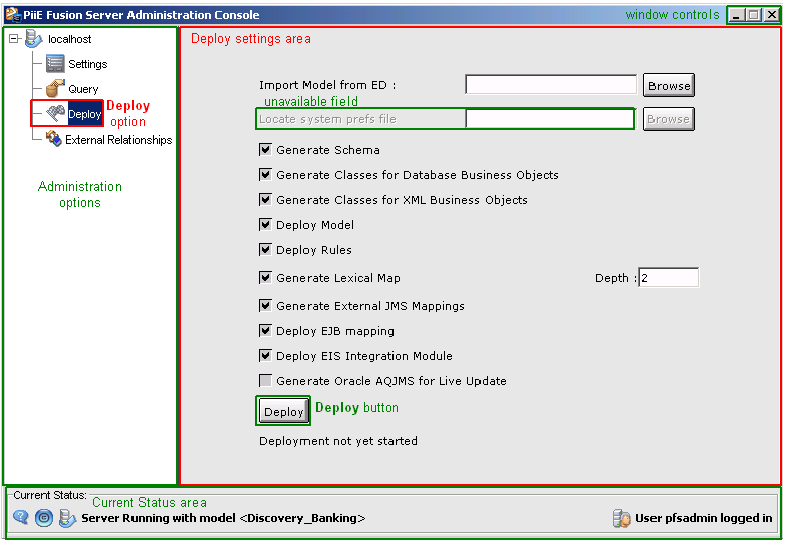 PiiE Fusion Server Administration Console
window controls
localhost
Settings
Query
Deploy
Deploy option
External Relationships
Administration options
Deploy settings area
Import Model from ED :
Browse
unavailable field
Locate system prefs file
Browse
Generate Schema
Generate Classes for Database Business Objects
Generate Classes for XML Business Objects
Deploy Model
Deploy Rules
Generate Lexical Map
Depth : 2
Generate External JMS Mappings
Deploy EJB mapping
Deploy EIS Integration Module
Generate Oracle AQJMS for Live Update
Deploy
Deploy button
Deployment not yet started
Current Status:
Current Status area
Server Running with model <Discovery_Banking>
User pfsadmin logged in